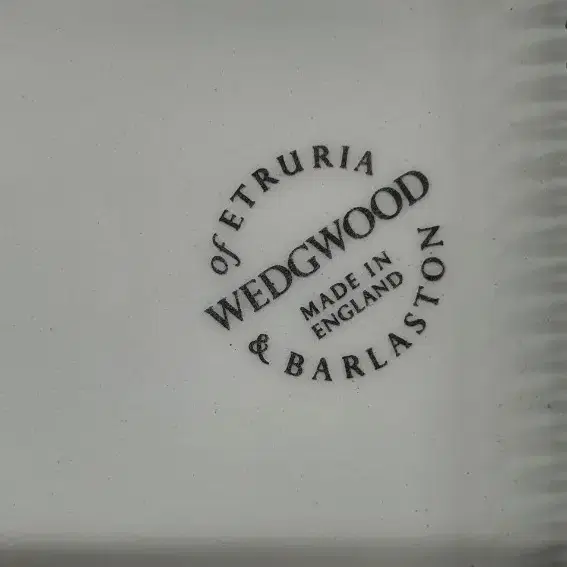 of ETRURIA
WEDGWOOD
MADE IN
ENGLAND
& BARLASTON